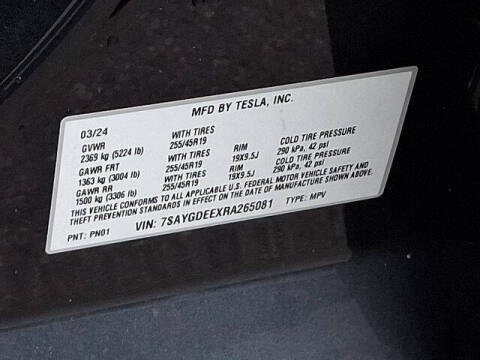 MFD BY TESLA, INC.
03/24
GVWR WITH TIRES RIM COLD TIRE PRESSURE
2369 kg (5224 lb) 255/45R19 19X9.5J 290 kPa, 42 psi
GAWR FRT WITH TIRES RIM COLD TIRE PRESSURE
1363 kg (3004 lb) 255/45R19 19X9.5J 290 kPa, 42 psi
GAWR RR WITH TIRES
1500 kg (3306 lb) 255/45R19
THIS VEHICLE CONFORMS TO ALL APPLICABLE U.S. FEDERAL MOTOR VEHICLE SAFETY AND
THEFT PREVENTION STANDARDS IN EFFECT ON THE DATE OF MANUFACTURE SHOWN ABOVE.
PNT: PN01 VIN: 7SAYGDEEXRA265081 TYPE: MPV